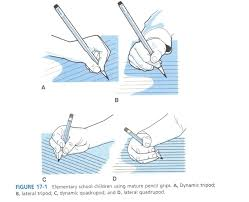 A
B
C
D
FIGURE 17-1 Elementary school children using mature pencil grips. A, Dynamic tripod;
B, lateral tripod; C, dynamic quadrupod; and D, lateral quadrupod.